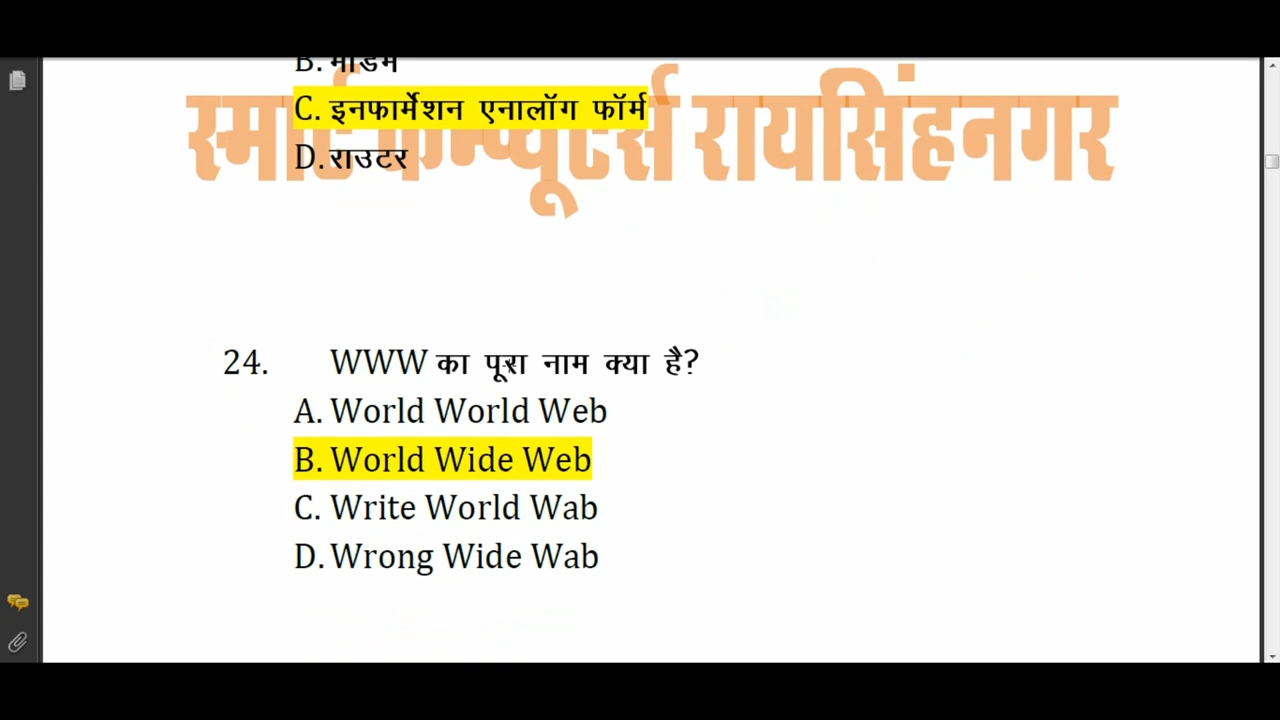 B. मॉडेम
स्मार्ट कम्प्यूटर्स रायसिंहनगर
C. इनफार्मेशन एनालॉग फॉर्म
D. राउटर
24. WWW का पूरा नाम क्या है?
A. World World Web
B. World Wide Web
C. Write World Wab
D. Wrong Wide Wab